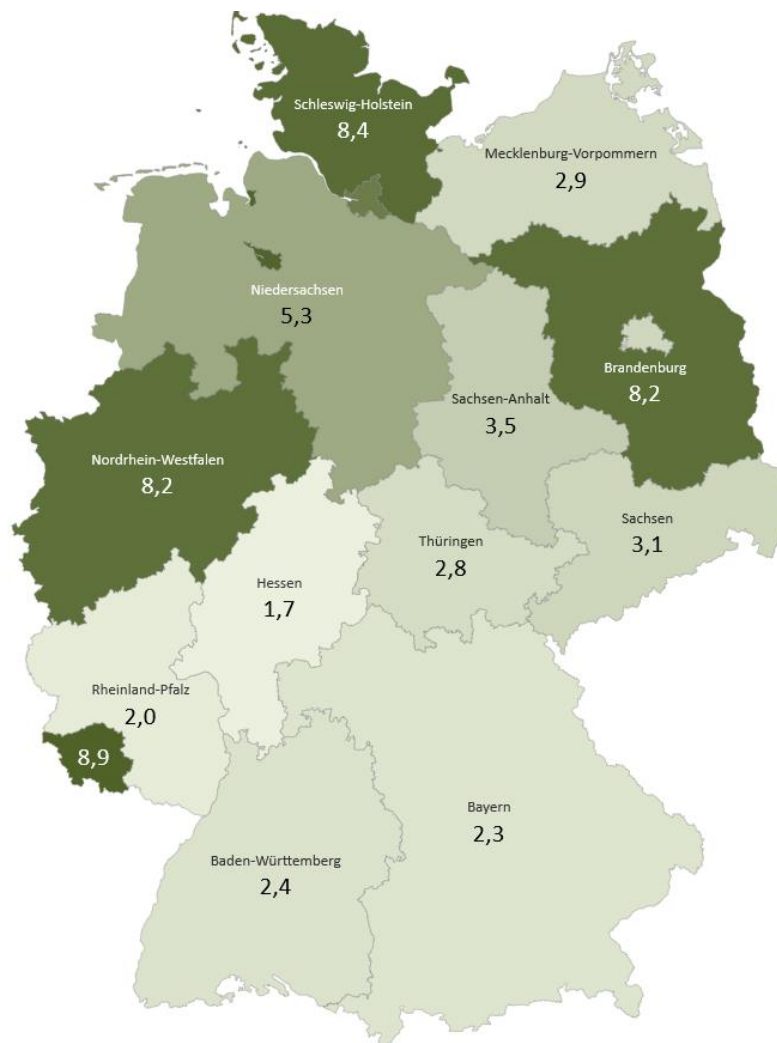 Schleswig-Holstein
8,4
Mecklenburg-Vorpommern
2,9
Niedersachsen
5,3
Brandenburg
8,2
Sachsen-Anhalt
3,5
Nordrhein-Westfalen
8,2
Sachsen
3,1
Thüringen
2,8
Hessen
1,7
Rheinland-Pfalz
2,0
8,9
Bayern
2,3
Baden-Württemberg
2,4